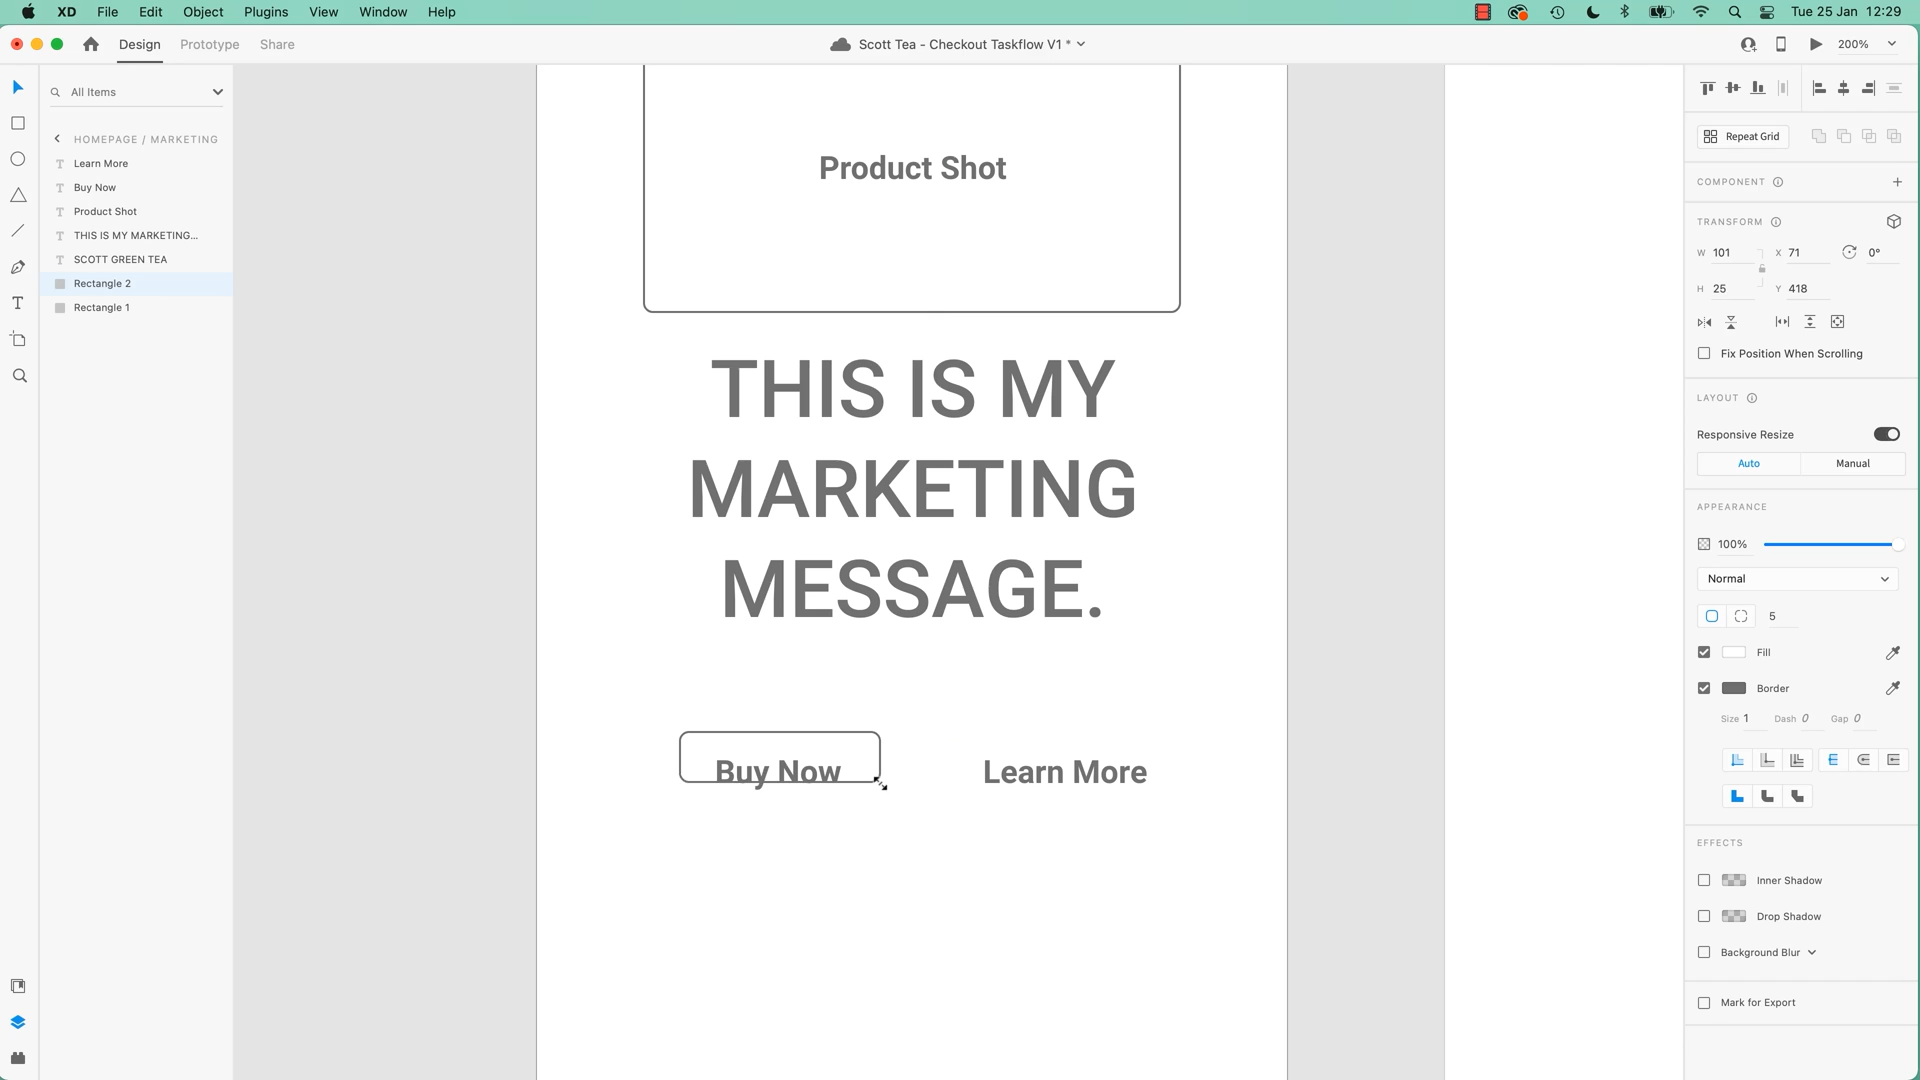 XD File Edit Object Plugins View Window Help Tue 25 Jan 12:29
Design Prototype Share Scott Tea - Checkout Taskflow V1 * 200%
All Items
HOMEPAGE / MARKETING
Learn More
Buy Now
Product Shot
THIS IS MY MARKETING...
SCOTT GREEN TEA
Rectangle 2
Rectangle 1
Product Shot
THIS IS MY
MARKETING
MESSAGE.
Buy Now Learn More
Repeat Grid
COMPONENT
TRANSFORM
W 101 X 71 0°
H 25 Y 418
Fix Position When Scrolling
LAYOUT
Responsive Resize
Auto Manual
APPEARANCE
100%
Normal
5
Fill
Border
Size 1 Dash 0 Gap 0
EFFECTS
Inner Shadow
Drop Shadow
Background Blur
Mark for Export